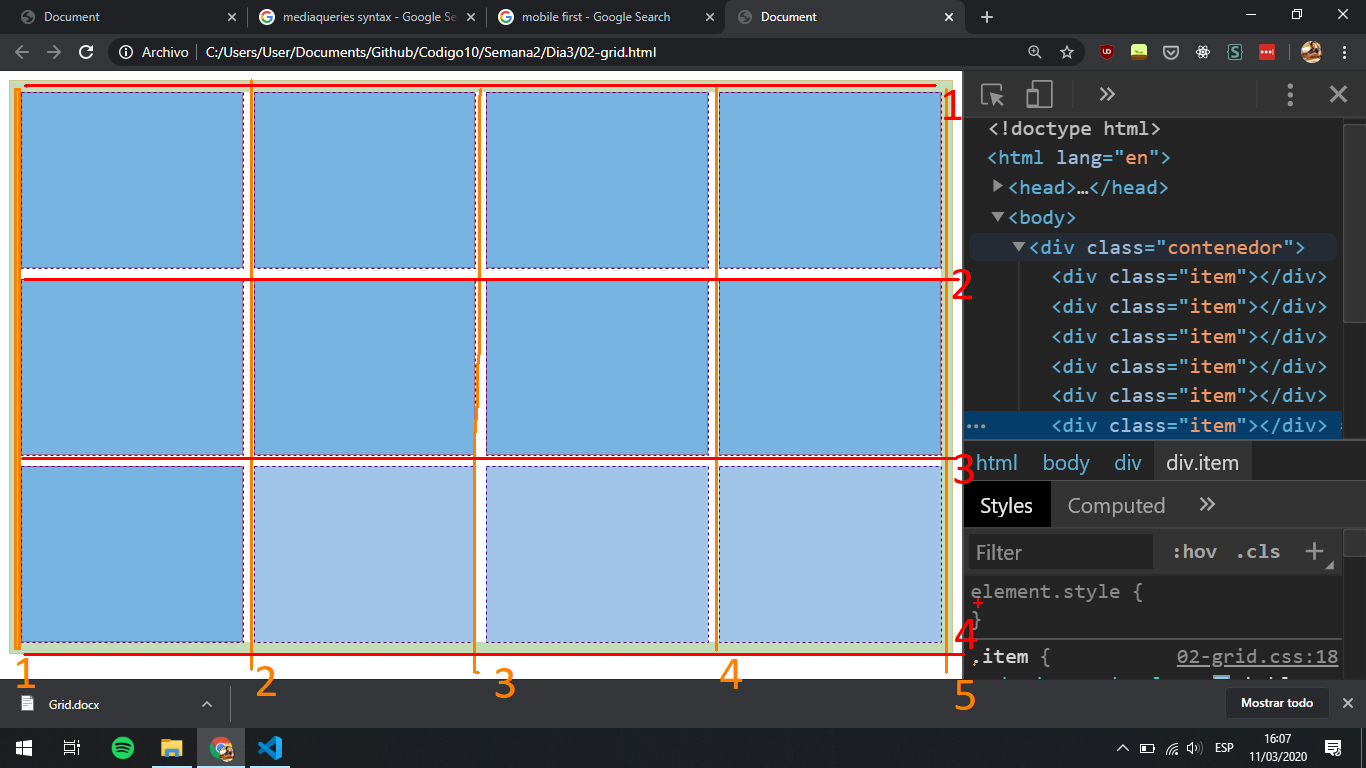 Document
mediaqueries syntax - Google Se
mobile first - Google Search
Document
Archivo
C:/Users/User/Documents/Github/Codigo10/Semana2/Dia3/02-grid.html
1
2
3
4
1
2
3
4
5
<!doctype html>
<html lang="en">
<head>…</head>
<body>
<div class="contenedor">
<div class="item"></div>
<div class="item"></div>
<div class="item"></div>
<div class="item"></div>
<div class="item"></div>
<div class="item"></div>
html body div div.item
Styles Computed
Filter :hov .cls +
element.style {
}
.item { 02-grid.css:18
Grid.docx
Mostrar todo
ESP
16:07
11/03/2020